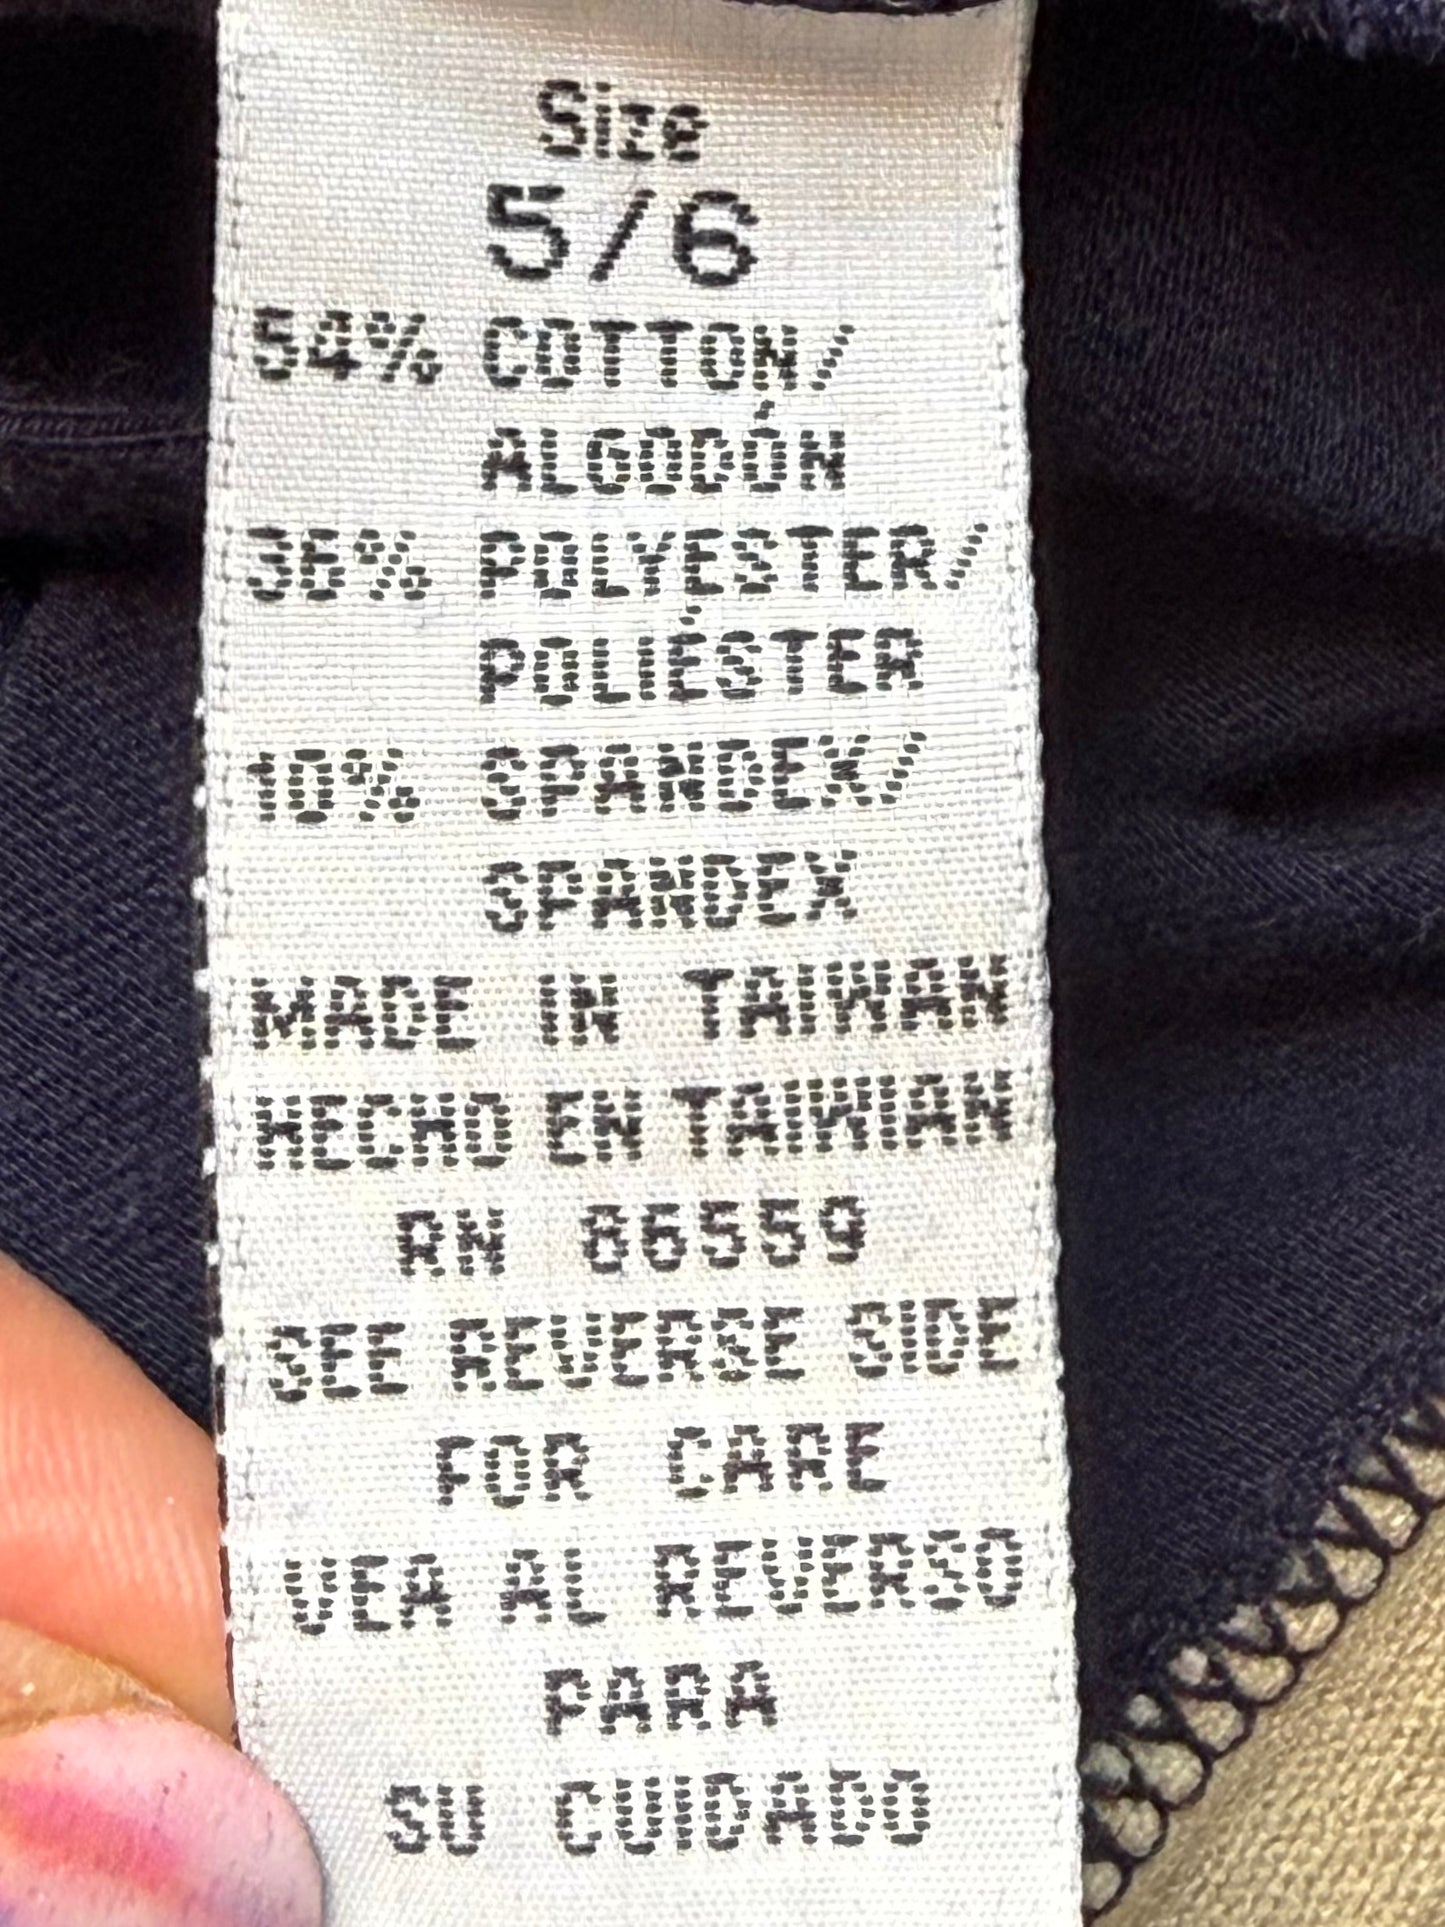 Size
5/6
54% COTTON/
ALGODÓN
36% POLYESTER/
POLIÉSTER
10% SPANDEX/
SPANDEX
MADE IN TAIWAN
HECHO EN TAIWIAN
RN 86559
SEE REVERSE SIDE
FOR CARE
VEA AL REVERSO
PARA
SU CUIDADO